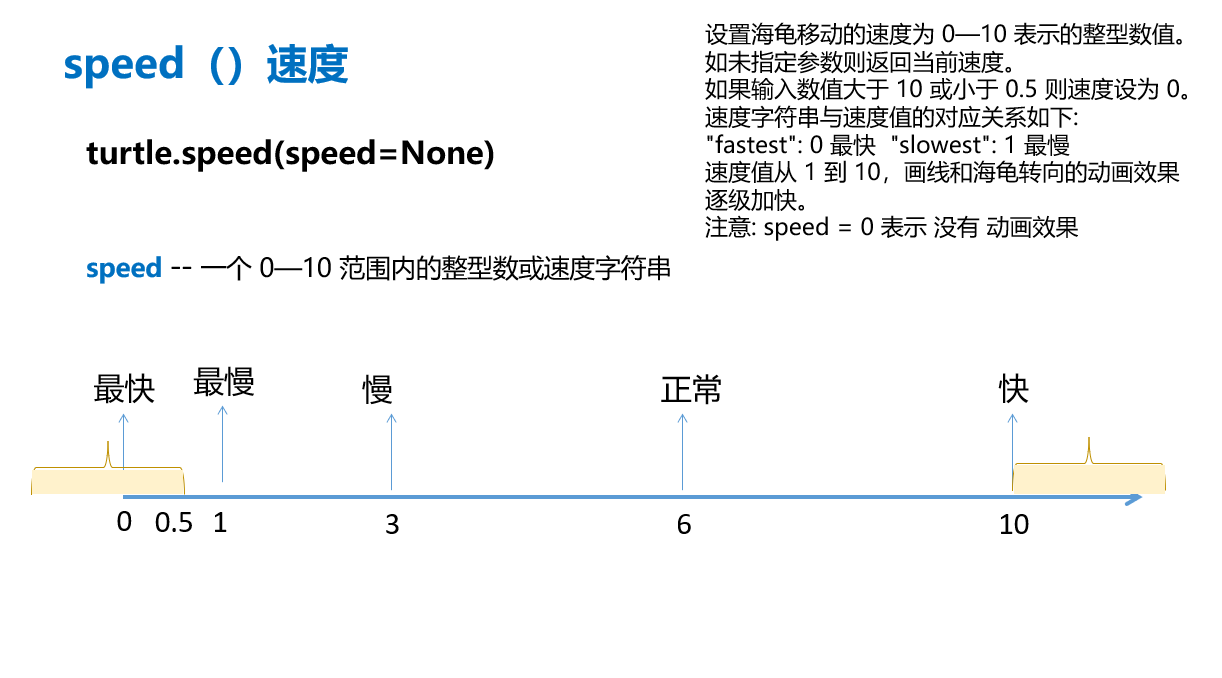 speed（）速度
turtle.speed(speed=None)
speed -- 一个 0—10 范围内的整型数或速度字符串
设置海龟移动的速度为 0—10 表示的整型数值。
如未指定参数则返回当前速度。
如果输入数值大于 10 或小于 0.5 则速度设为 0。
速度字符串与速度值的对应关系如下:
"fastest": 0 最快  "slowest": 1 最慢
速度值从 1 到 10，画线和海龟转向的动画效果
逐级加快。
注意: speed = 0 表示 没有 动画效果
最快 最慢 慢 正常 快
0 0.5 1 3 6 10